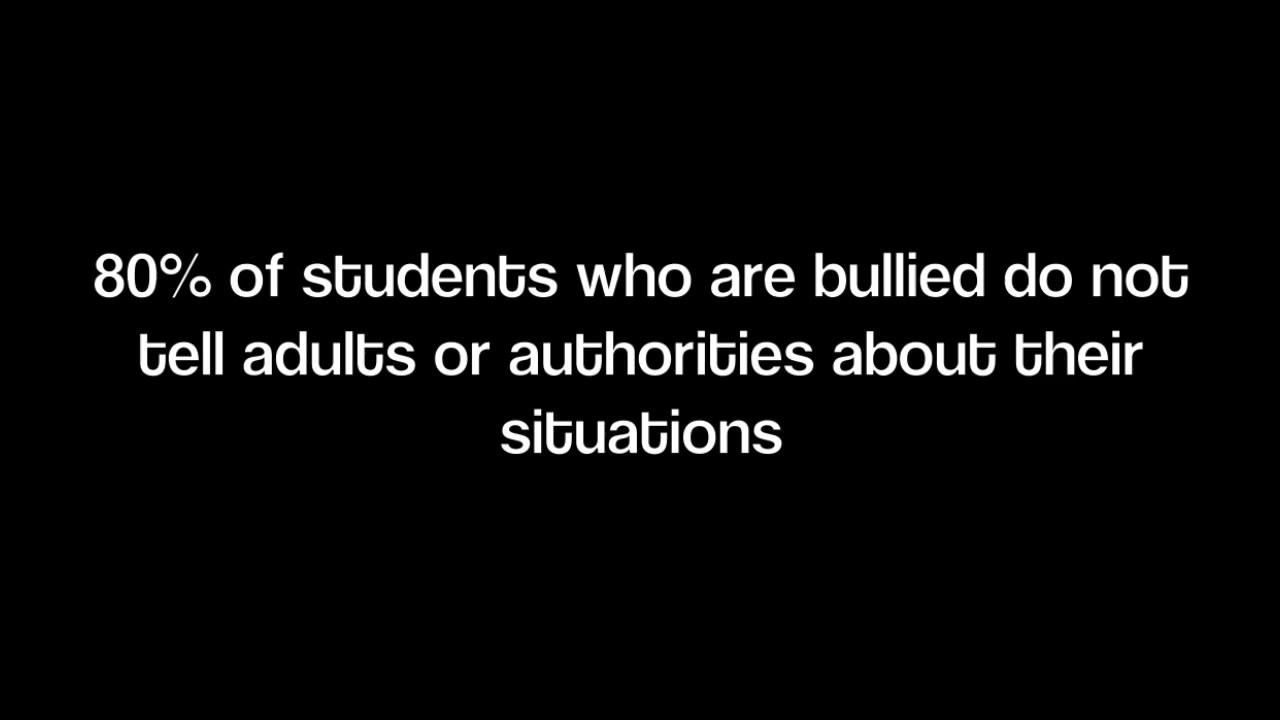 80% of students who are bullied do not
tell adults or authorities about their
situations